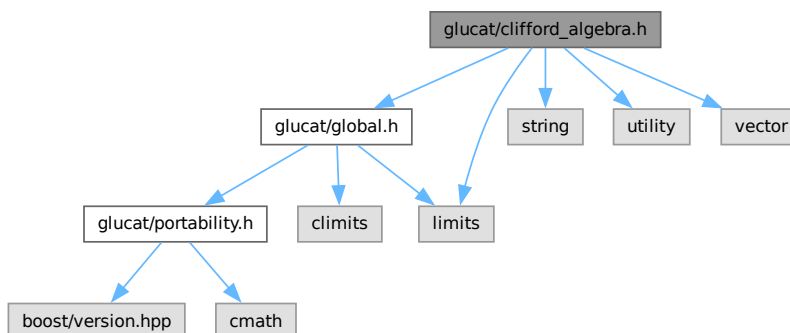 glucat/clifford_algebra.h
glucat/global.h
string
utility
vector
glucat/portability.h
climits
limits
boost/version.hpp
cmath